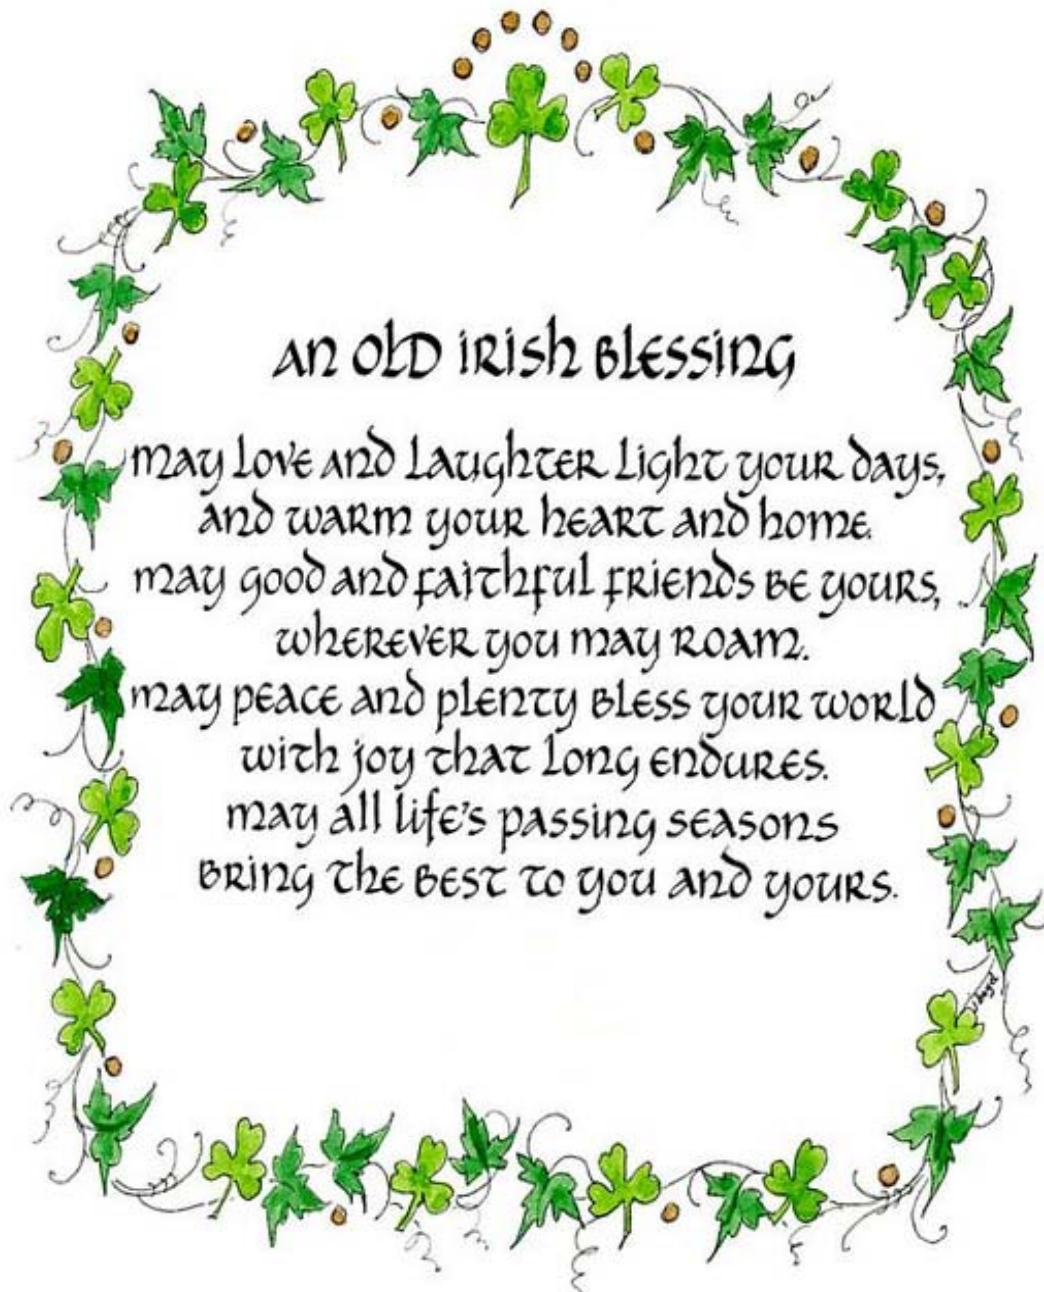 An Old Irish Blessing
May love and laughter light your days,
and warm your heart and home.
May good and faithful friends be yours,
wherever you may roam.
May peace and plenty bless your world
with joy that long endures.
May all life's passing seasons
bring the best to you and yours.